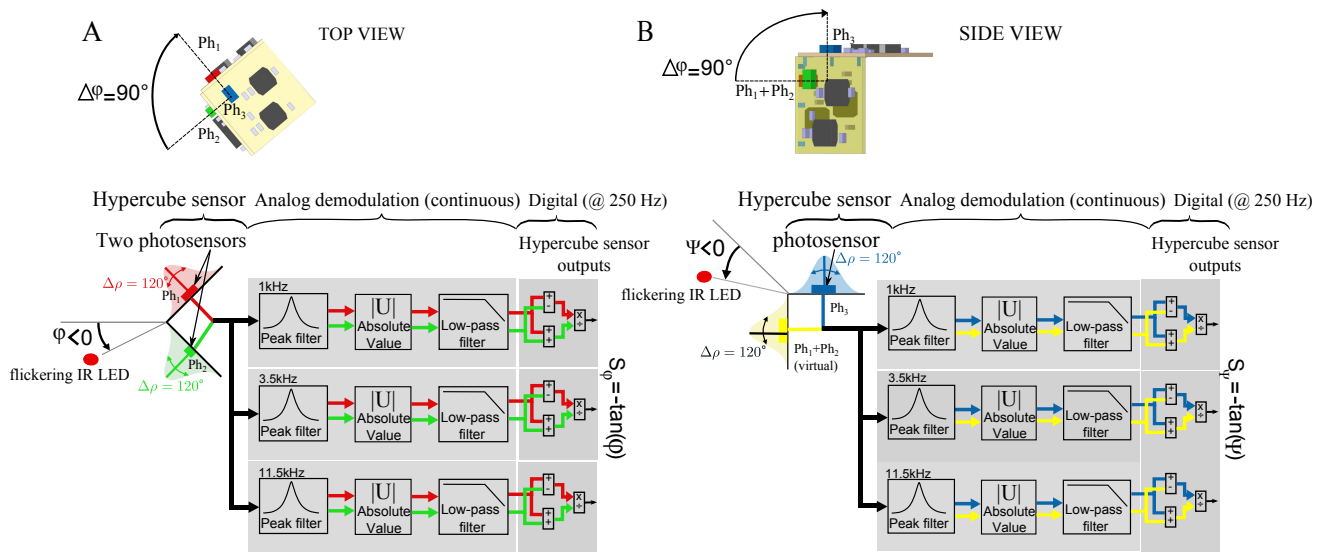 A
TOP VIEW
Ph1
Δφ=90°
Ph3
Ph2
Hypercube sensor
Analog demodulation (continuous)
Digital (@ 250 Hz)
Two photosensors
Hypercube sensor
outputs
Δρ = 120°
Ph1
φ<0
flickering IR LED
Ph2
Δρ = 120°
1kHz
Peak filter
|U|
Absolute
Value
Low-pass
filter
+
-
+
+
x
÷
3.5kHz
Peak filter
|U|
Absolute
Value
Low-pass
filter
+
-
+
+
x
÷
11.5kHz
Peak filter
|U|
Absolute
Value
Low-pass
filter
+
-
+
+
x
÷
Sφ=-tan(φ)
B
SIDE VIEW
Ph3
Δφ=90°
Ph1+Ph2
Hypercube sensor
Analog demodulation (continuous)
Digital (@ 250 Hz)
photosensor
Hypercube sensor
outputs
Ψ<0
Δρ = 120°
flickering IR LED
Ph3
Δρ = 120°
Ph1+Ph2
(virtual)
1kHz
Peak filter
|U|
Absolute
Value
Low-pass
filter
+
-
+
+
x
÷
3.5kHz
Peak filter
|U|
Absolute
Value
Low-pass
filter
+
-
+
+
x
÷
11.5kHz
Peak filter
|U|
Absolute
Value
Low-pass
filter
+
-
+
+
x
÷
SΨ=-tan(Ψ)